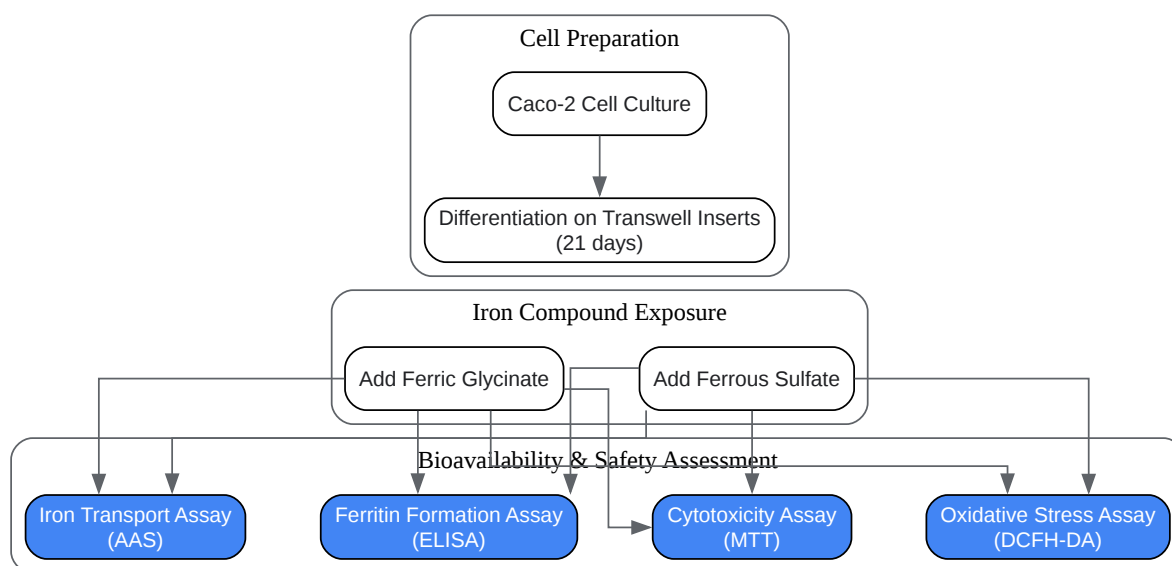 Cell Preparation
Caco-2 Cell Culture
Differentiation on Transwell Inserts
(21 days)
Iron Compound Exposure
Add Ferric Glycinate
Add Ferrous Sulfate
Bioavailability & Safety Assessment
Iron Transport Assay
(AAS)
Ferritin Formation Assay
(ELISA)
Cytotoxicity Assay
(MTT)
Oxidative Stress Assay
(DCFH-DA)